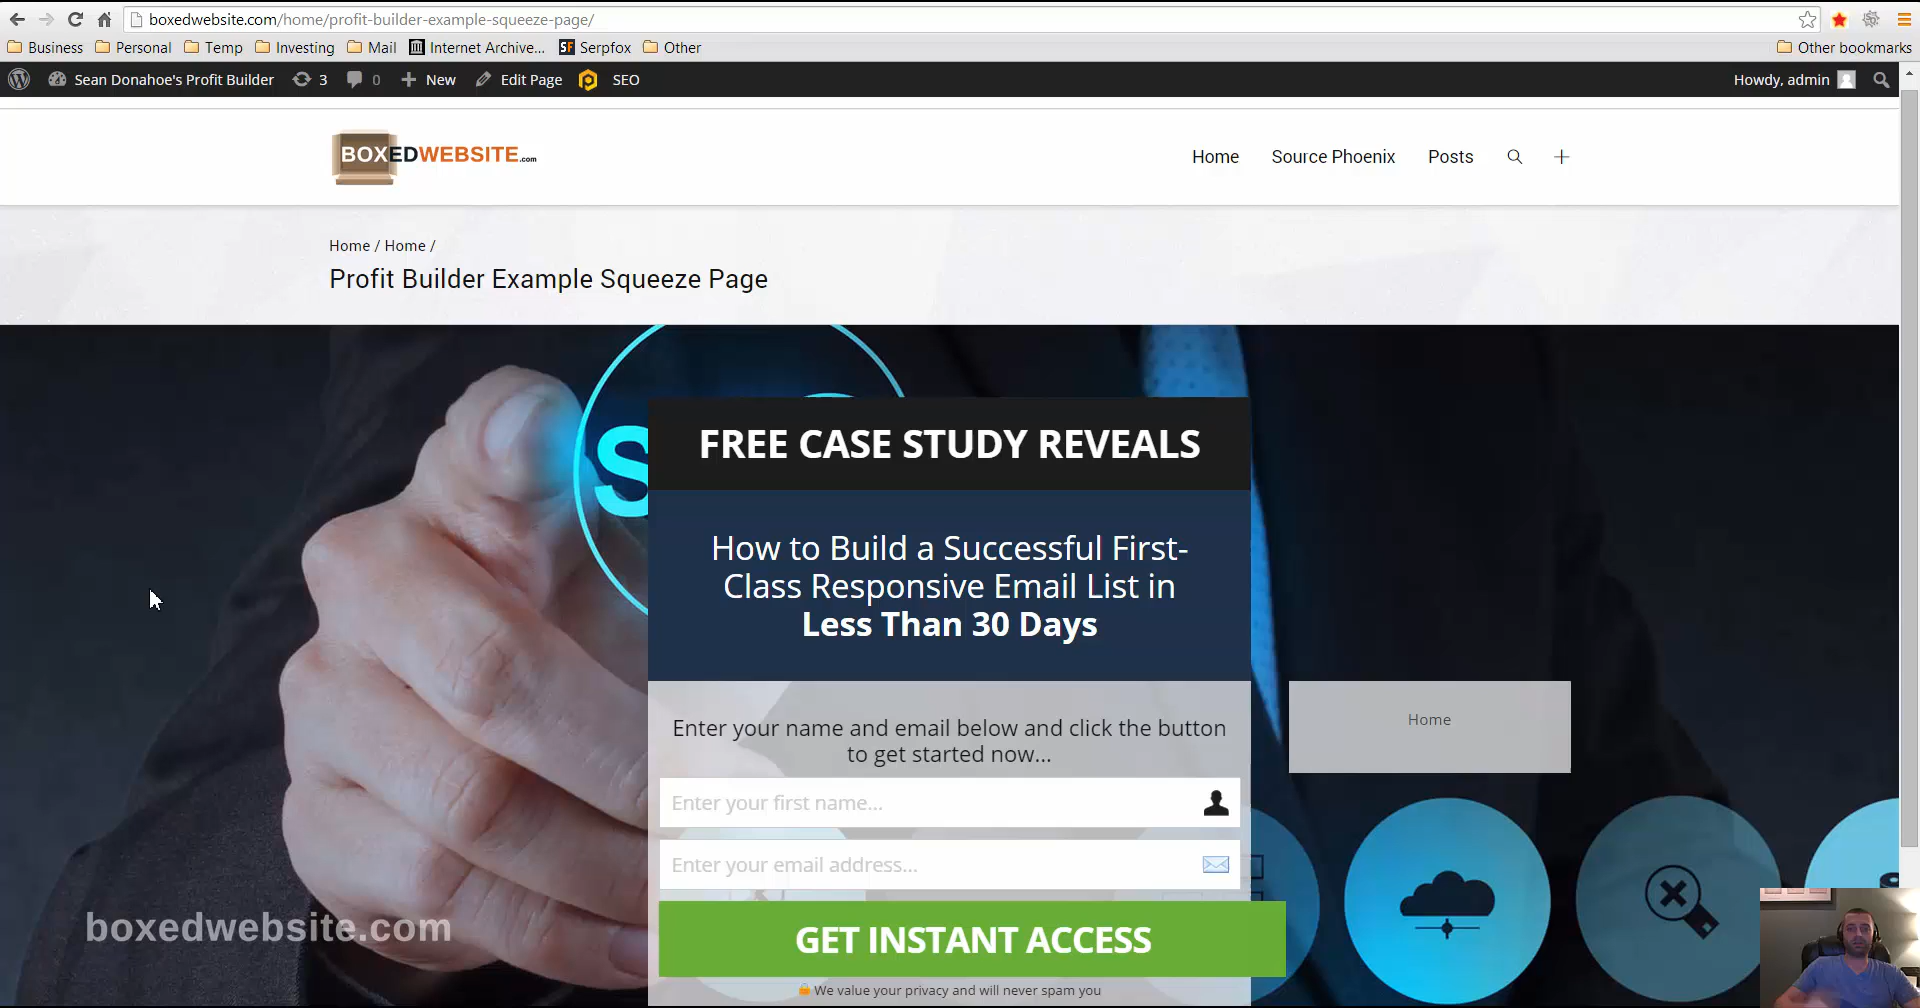 boxedwebsite.com/home/profit-builder-example-squeeze-page/
Business Personal Temp Investing Mail Internet Archive... SF Serpfox Other Other bookmarks
Sean Donahoe's Profit Builder 3 0 New Edit Page SEO Howdy, admin
BOXEDWEBSITE.com
Home Source Phoenix Posts
Home / Home /
Profit Builder Example Squeeze Page
S
FREE CASE STUDY REVEALS
How to Build a Successful First-
Class Responsive Email List in
Less Than 30 Days
Enter your name and email below and click the button
to get started now...
Home
Enter your first name...
Enter your email address...
GET INSTANT ACCESS
We value your privacy and will never spam you
boxedwebsite.com